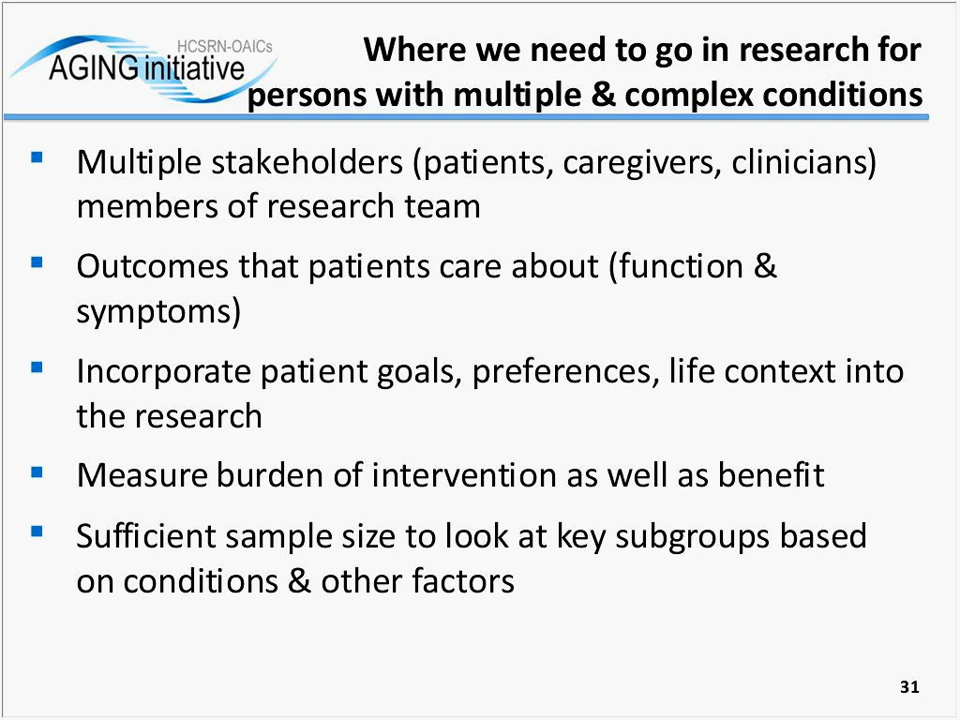 HCSRN-OAICs
AGING initiative
Where we need to go in research for
persons with multiple & complex conditions
▪ Multiple stakeholders (patients, caregivers, clinicians)
members of research team
▪ Outcomes that patients care about (function &
symptoms)
▪ Incorporate patient goals, preferences, life context into
the research
▪ Measure burden of intervention as well as benefit
▪ Sufficient sample size to look at key subgroups based
on conditions & other factors
31